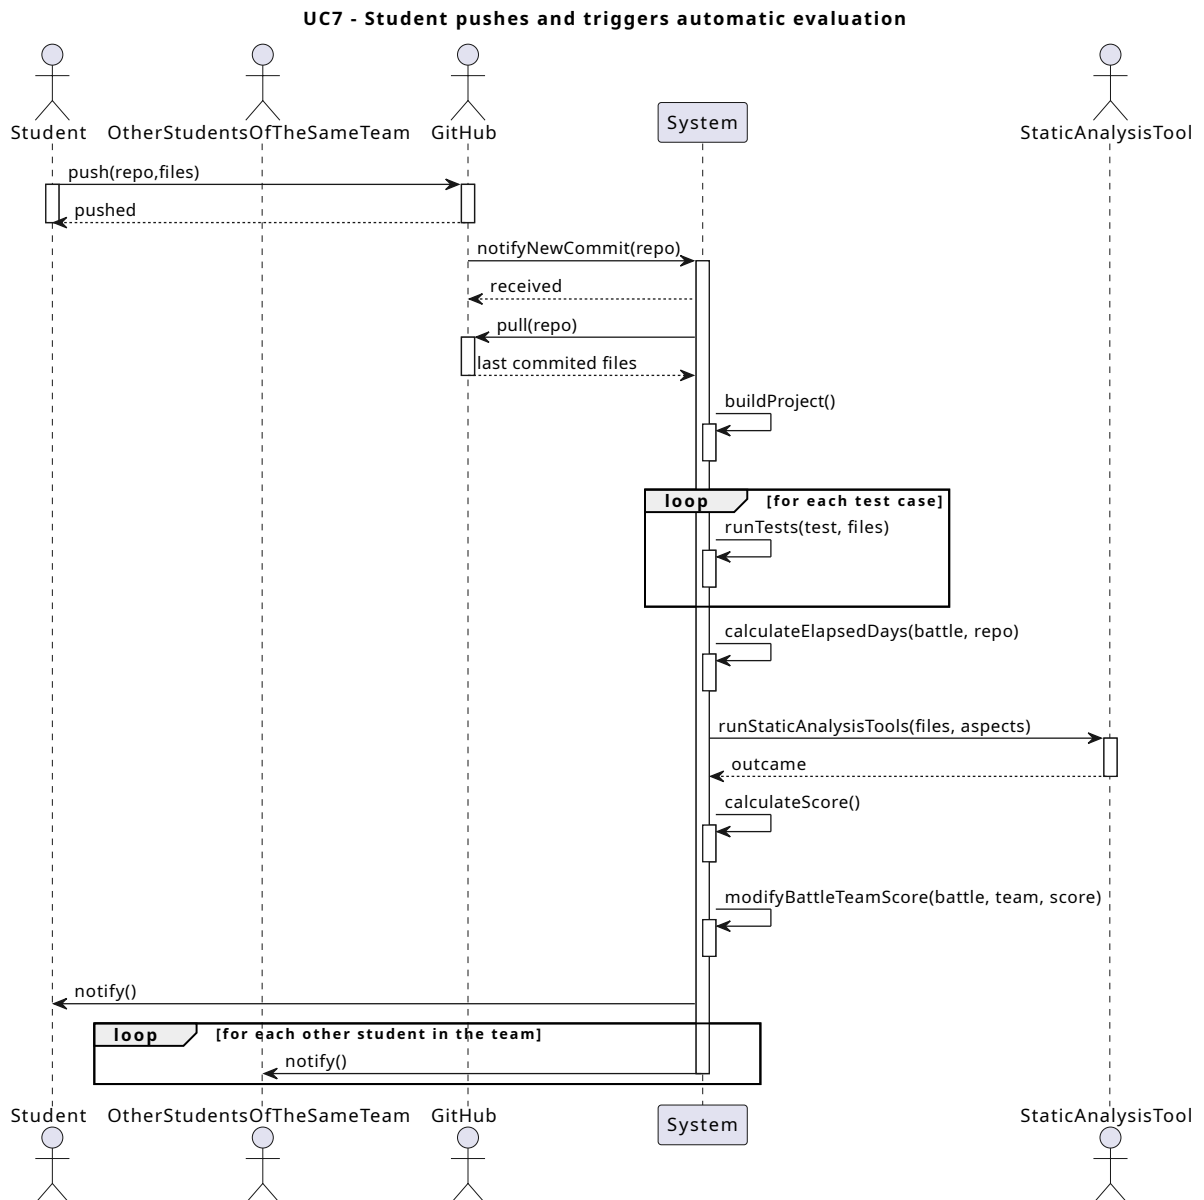 UC7 - Student pushes and triggers automatic evaluation
Student OtherStudentsOfTheSameTeam GitHub System StaticAnalysisTool
push(repo,files)
pushed
notifyNewCommit(repo)
received
pull(repo)
last commited files
buildProject()
loop [for each test case]
runTests(test, files)
calculateElapsedDays(battle, repo)
runStaticAnalysisTools(files, aspects)
outcame
calculateScore()
modifyBattleTeamScore(battle, team, score)
notify()
loop [for each other student in the team]
notify()
Student OtherStudentsOfTheSameTeam GitHub System StaticAnalysisTool